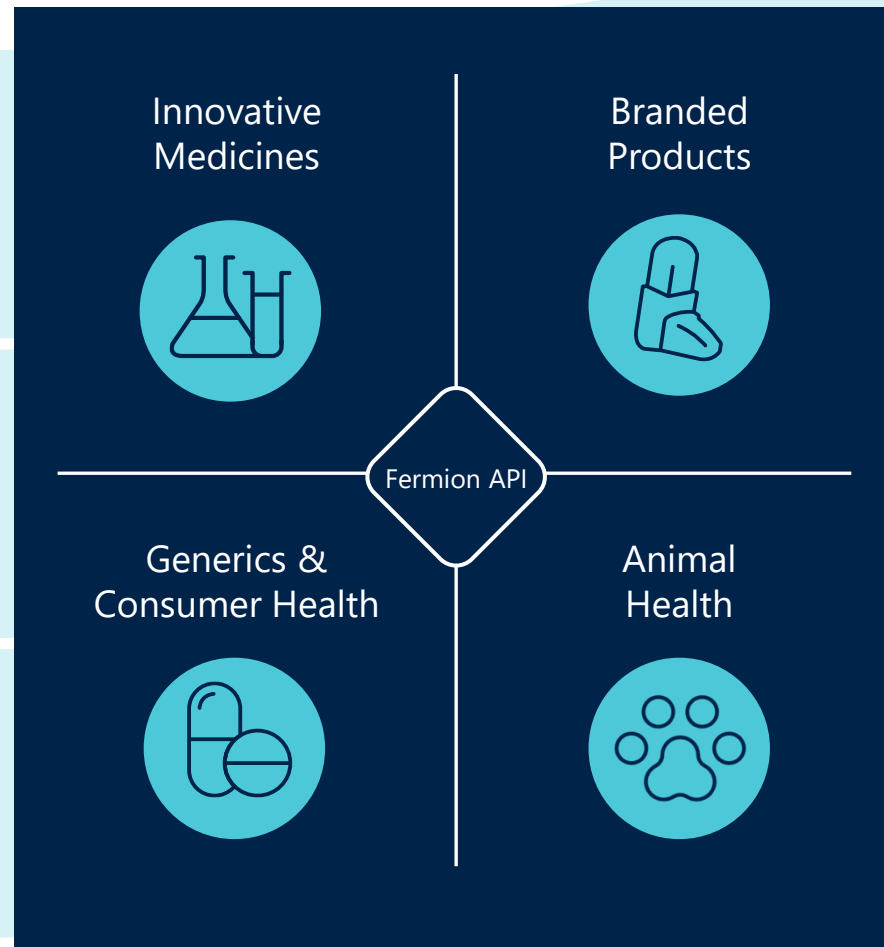 Innovative
Medicines
Branded
Products
Fermion API
Generics &
Consumer Health
Animal
Health